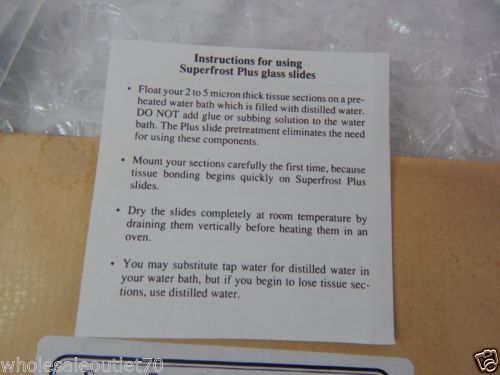 Instructions for using
Superfrost Plus glass slides
• Float your 2 to 5 micron thick tissue sections on a pre-
heated water bath which is filled with distilled water.
DO NOT add glue or subbing solution to the water
bath. The Plus slide pretreatment eliminates the need
for using these components.
• Mount your sections carefully the first time, because
tissue bonding begins quickly on Superfrost Plus
slides.
• Dry the slides completely at room temperature by
draining them vertically before heating them in an
oven.
• You may substitute tap water for distilled water in
your water bath, but if you begin to lose tissue sec-
tions, use distilled water.
wholesaleoutlet70